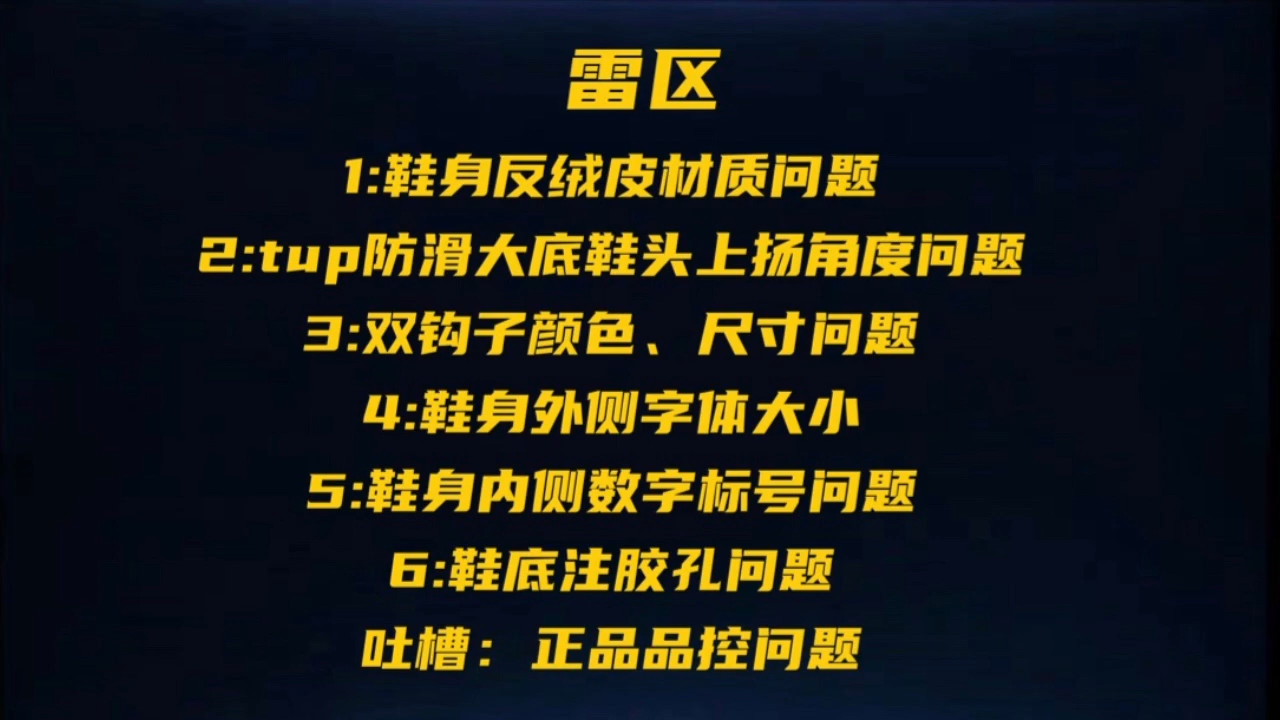 雷区
1:鞋身反绒皮材质问题
2:tup防滑大底鞋头上扬角度问题
3:双钩子颜色、尺寸问题
4:鞋身外侧字体大小
5:鞋身内侧数字标号问题
6:鞋底注胶孔问题
吐槽：正品品控问题